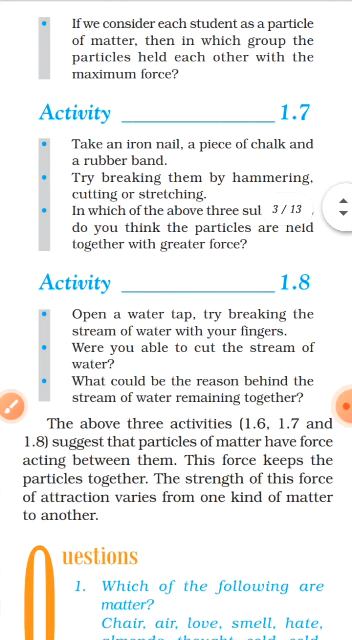 • If we consider each student as a particle
of matter, then in which group the
particles held each other with the
maximum force?
Activity ______________ 1.7
• Take an iron nail, a piece of chalk and
a rubber band.
• Try breaking them by hammering,
cutting or stretching.
• In which of the above three su 3 / 13 ,
do you think the particles are held
together with greater force?
Activity ______________ 1.8
• Open a water tap, try breaking the
stream of water with your fingers.
• Were you able to cut the stream of
water?
• What could be the reason behind the
stream of water remaining together?
The above three activities (1.6, 1.7 and
1.8) suggest that particles of matter have force
acting between them. This force keeps the
particles together. The strength of this force
of attraction varies from one kind of matter
to another.
Questions
1. Which of the following are
matter?
Chair, air, love, smell, hate,